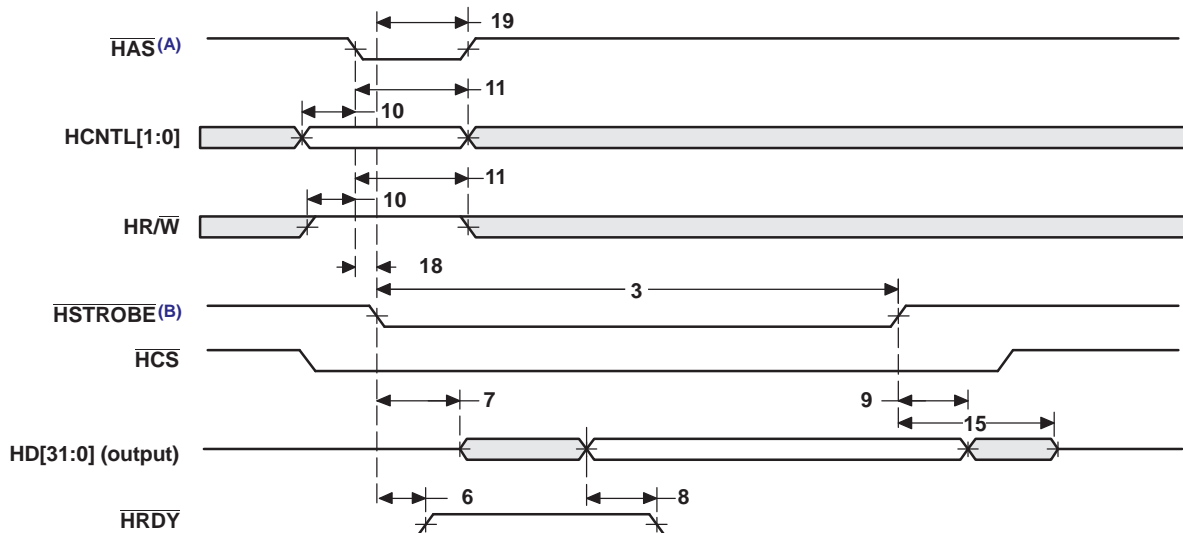 19
HAS(A)
11
10
HCNTL[1:0]
11
10
HR/W
18
3
HSTROBE(B)
HCS
7
9
15
HD[31:0] (output)
6
8
HRDY